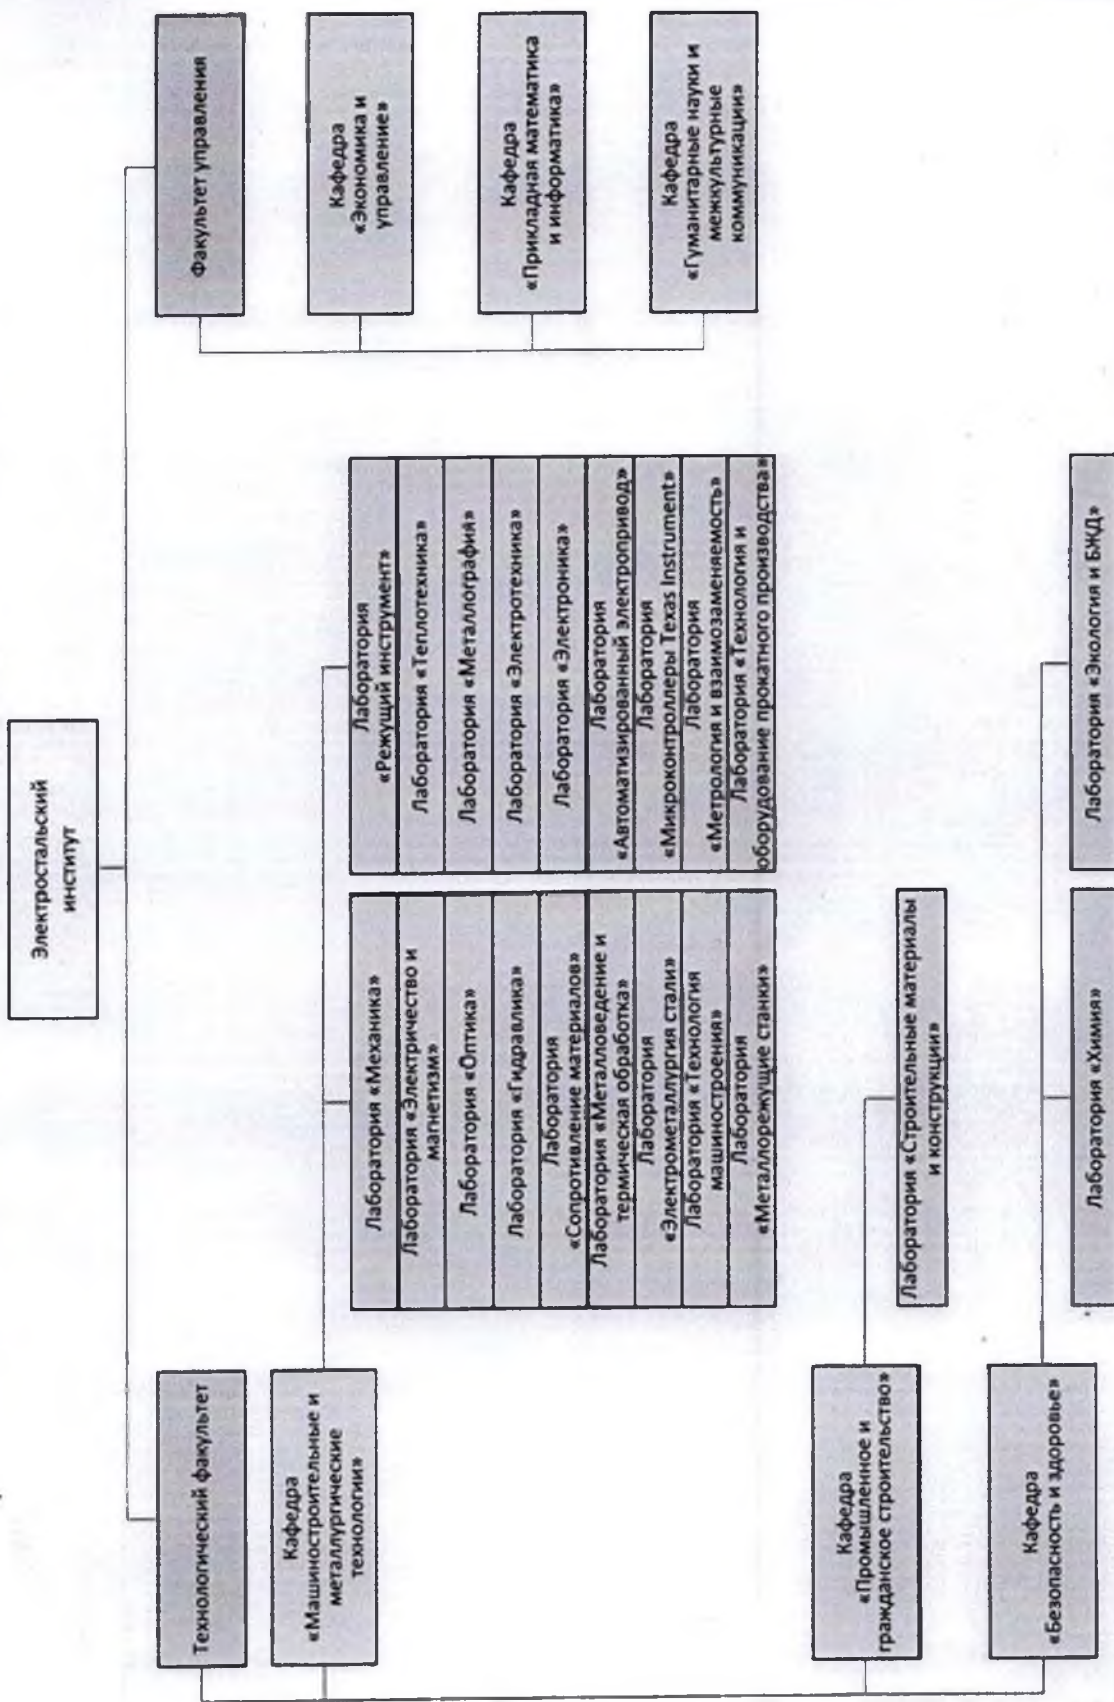 Электростальский
институт
Технологический факультет
Кафедра
«Машиностроительные и
металлургические
технологии»
Лаборатория «Механика»
Лаборатория «Электричество и
магнетизм»
Лаборатория «Оптика»
Лаборатория «Гидравлика»
Лаборатория
«Сопротивление материалов»
Лаборатория «Металловедение и
термическая обработка»
Лаборатория
«Электрометаллургия стали»
Лаборатория «Технология
машиностроения»
Лаборатория
«Металлорежущие станки»
Лаборатория
«Режущий инструмент»
Лаборатория «Теплотехника»
Лаборатория «Металлография»
Лаборатория «Электротехника»
Лаборатория «Электроника»
Лаборатория
«Автоматизированный электропривод»
Лаборатория
«Микроконтроллеры Texas Instrument»
Лаборатория
«Метрология и взаимозаменяемость»
Лаборатория «Технология и
оборудование прокатного производства»
Кафедра
«Промышленное и
гражданское строительство»
Лаборатория «Строительные материалы
и конструкции»
Кафедра
«Безопасность и здоровье»
Лаборатория «Химия»
Лаборатория «Экология и БЖД»
Факультет управления
Кафедра
«Экономика и
управление»
Кафедра
«Прикладная математика
и информатика»
Кафедра
«Гуманитарные науки и
межкультурные
коммуникации»